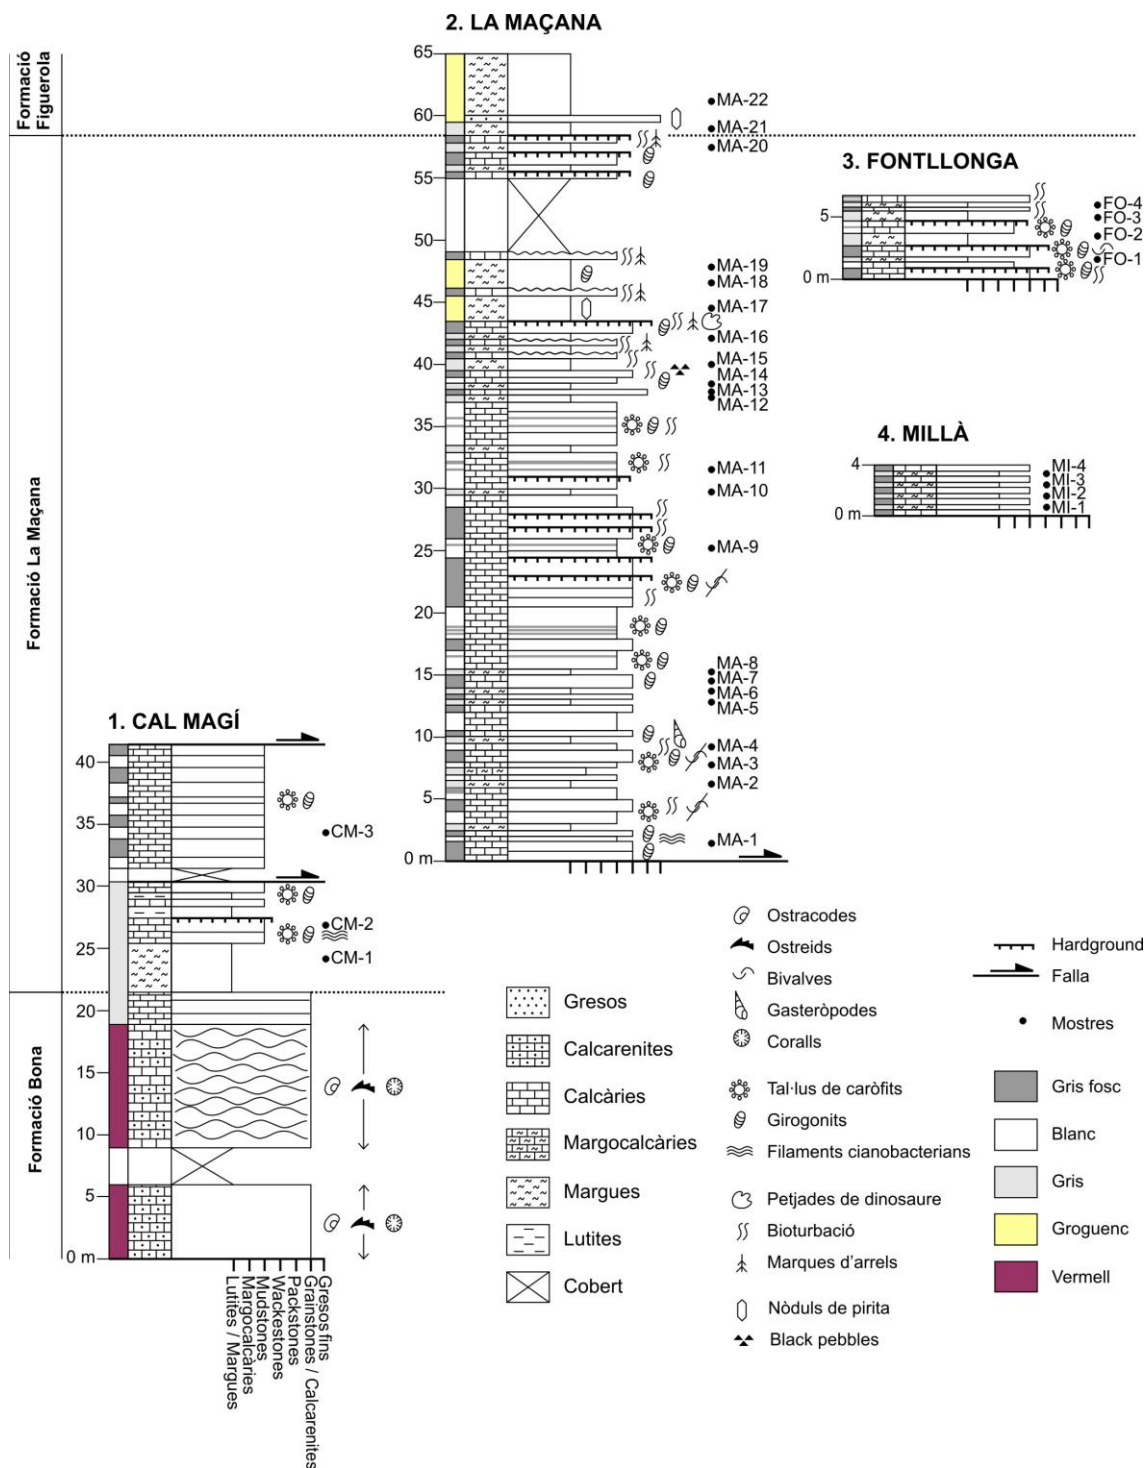 2. LA MAÇANA
Formació
Figuerola
65
60
55
50
45
40
35
30
25
20
15
10
5
0 m
MA-22
MA-21
MA-20
MA-19
MA-18
MA-17
MA-16
MA-15
MA-14
MA-13
MA-12
MA-11
MA-10
MA-9
MA-8
MA-7
MA-6
MA-5
MA-4
MA-3
MA-2
MA-1
3. FONTLLONGA
5
0 m
FO-4
FO-3
FO-2
FO-1
4. MILLÀ
4
0 m
MI-4
MI-3
MI-2
MI-1
Formació La Maçana
1. CAL MAGÍ
40
35
30
25
20
15
10
5
0 m
CM-3
CM-2
CM-1
Formació Bona
Lutites / Margues
Margocalcàries
Mudstones
Wackestones
Packstones
Grainstones / Calcarenites
Gresos fins
Gresos
Calcarenites
Calcàries
Margocalcàries
Margues
Lutites
Cobert
Ostracodes
Ostreids
Bivalves
Gasteròpodes
Coralls
Tal·lus de caròfits
Girogonits
Filaments cianobacterians
Petjades de dinosaure
Bioturbació
Marques d'arrels
Nòduls de pirita
Black pebbles
Hardground
Falla
Mostres
Gris fosc
Blanc
Gris
Groguenc
Vermell